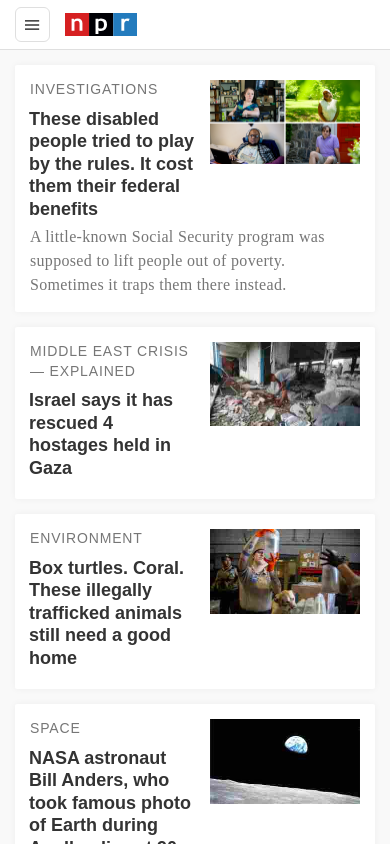 npr
INVESTIGATIONS
These disabled
people tried to play
by the rules. It cost
them their federal
benefits
A little-known Social Security program was
supposed to lift people out of poverty.
Sometimes it traps them there instead.
MIDDLE EAST CRISIS
— EXPLAINED
Israel says it has
rescued 4
hostages held in
Gaza
ENVIRONMENT
Box turtles. Coral.
These illegally
trafficked animals
still need a good
home
SPACE
NASA astronaut
Bill Anders, who
took famous photo
of Earth during